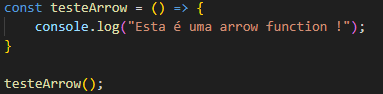 const testeArrow = () => {
    console.log("Esta é uma arrow function !");
}

testeArrow();